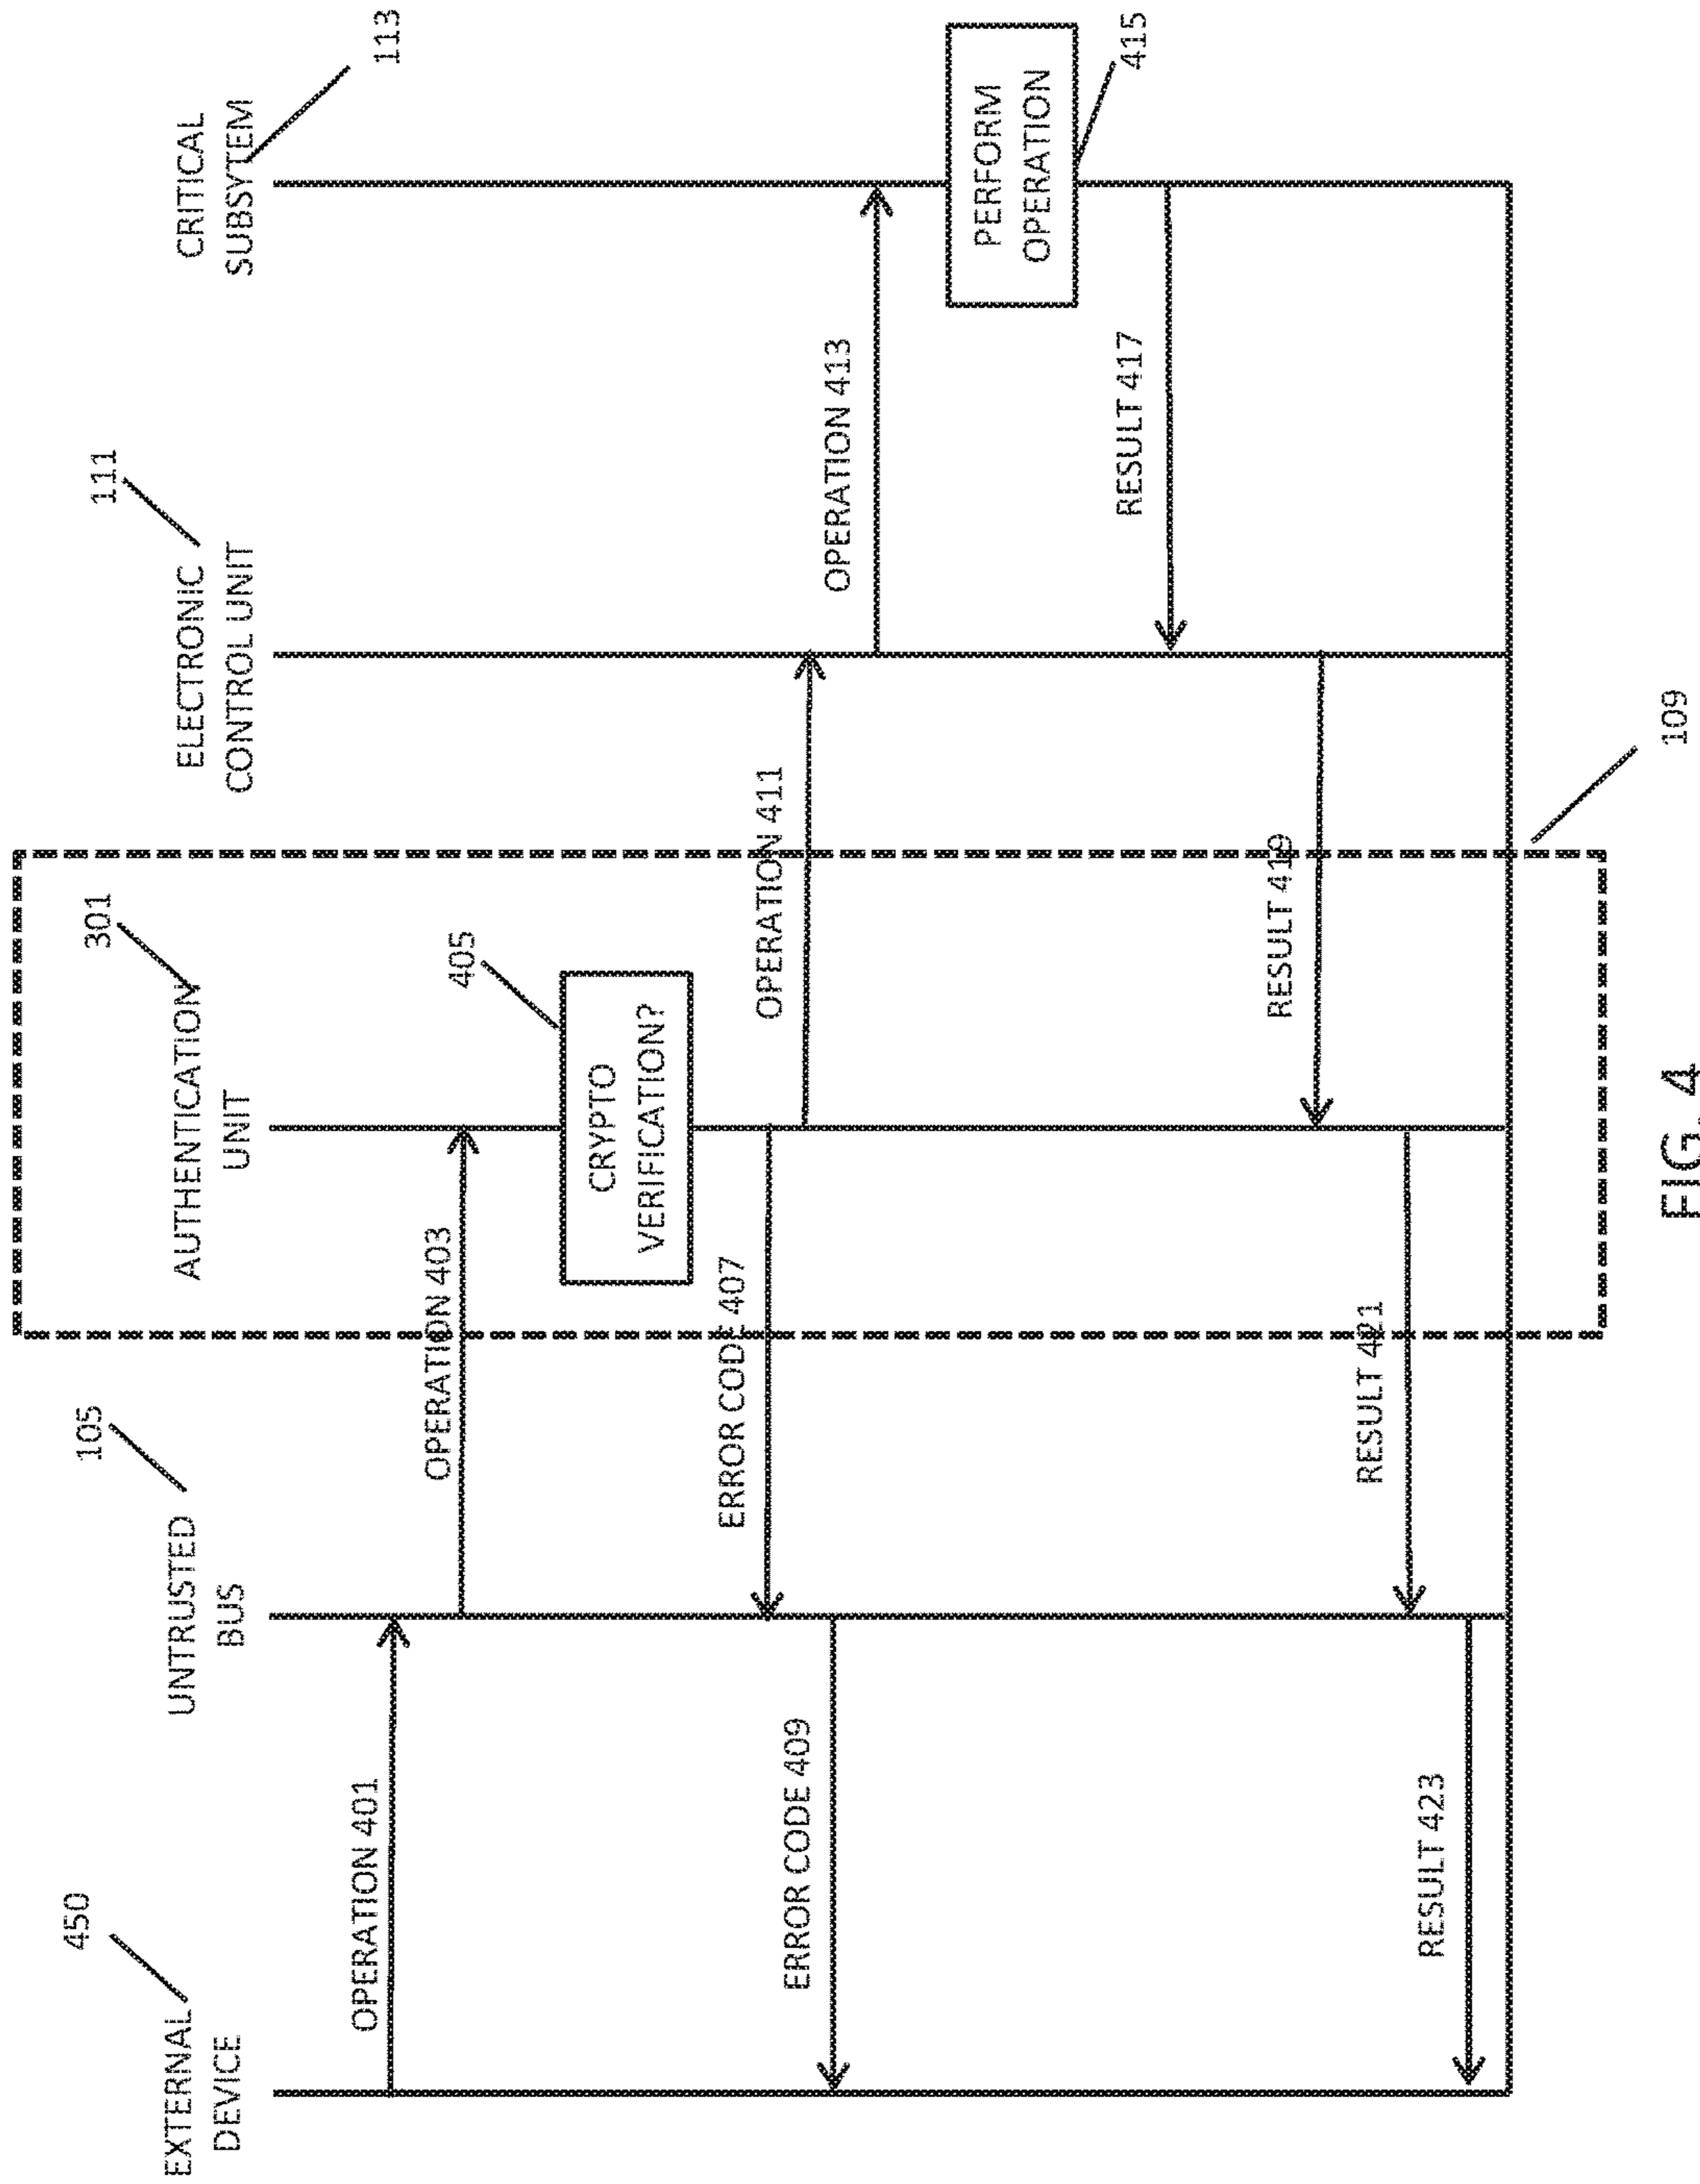 450
EXTERNAL
DEVICE
105
UNTRUSTED
BUS
301
AUTHENTICATION
UNIT
111
ELECTRONIC
CONTROL UNIT
113
CRITICAL
SUBSYTEM
OPERATION 401
OPERATION 403
405
CRYPTO
VERIFICATION?
ERROR CODE 407
OPERATION 411
ERROR CODE 409
OPERATION 413
PERFORM
OPERATION
415
RESULT 417
RESULT 419
RESULT 421
RESULT 423
109
FIG. 4